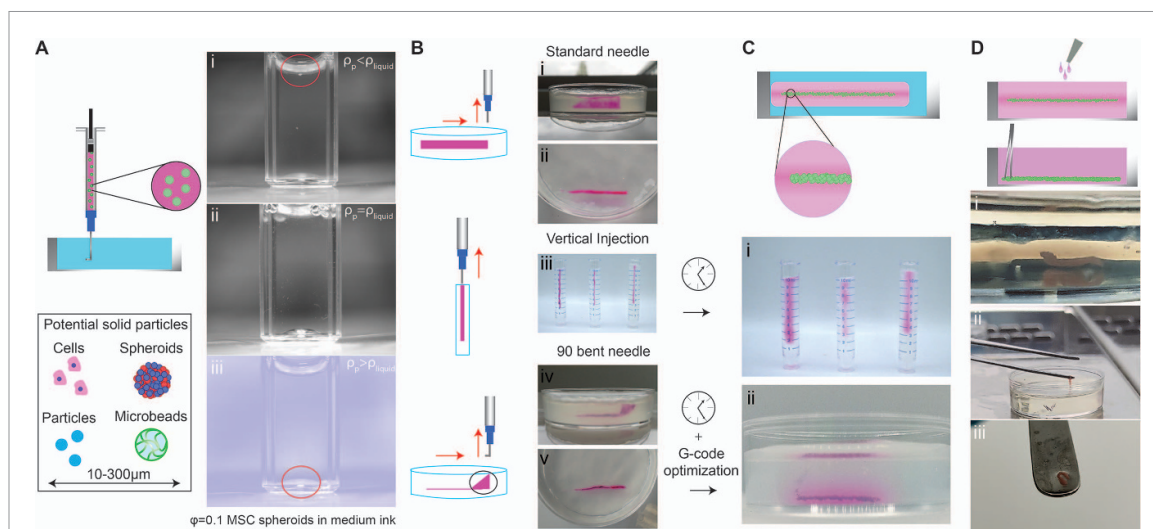 A
i
ρp<ρliquid
ii
ρp=ρliquid
iii
ρp>ρliquid
Potential solid particles
Cells
Spheroids
Particles
Microbeads
10-300μm
φ=0.1 MSC spheroids in medium ink
B
Standard needle
i
ii
Vertical Injection
iii
90 bent needle
iv
v
+
G-code
optimization
C
i
ii
D
i
ii
iii